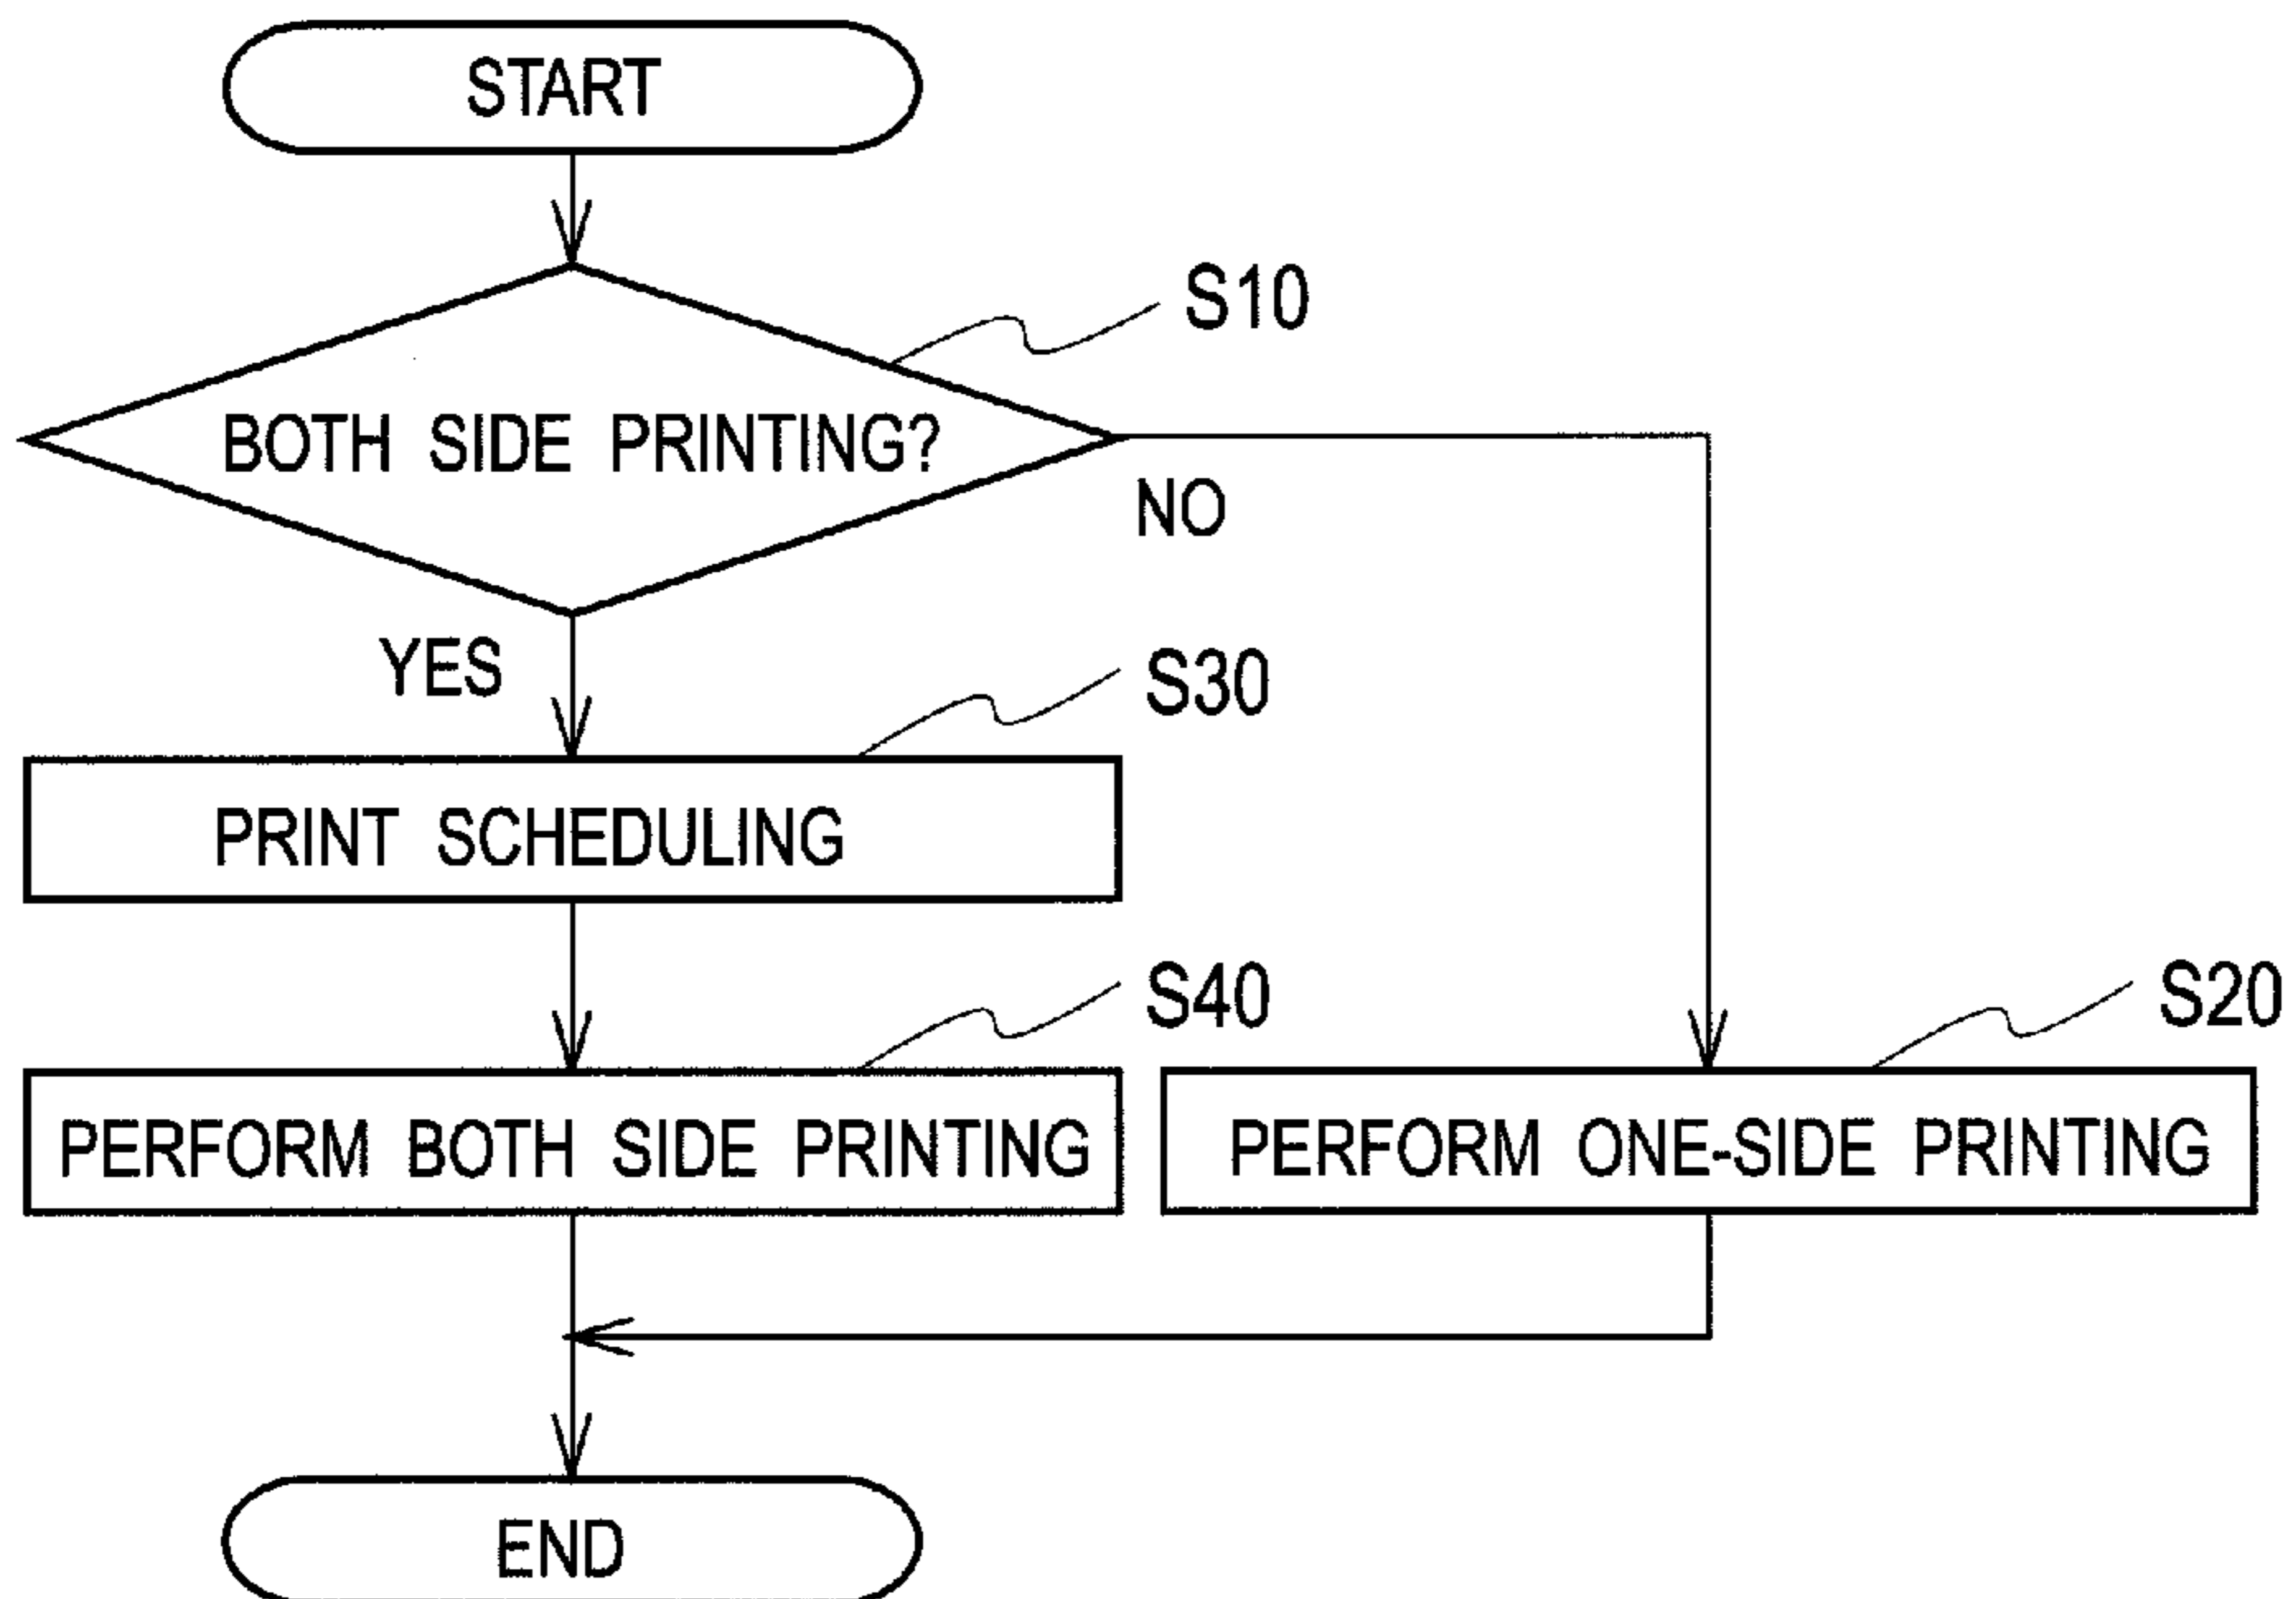 START
S10
BOTH SIDE PRINTING?
NO
YES
S30
PRINT SCHEDULING
S40
S20
PERFORM BOTH SIDE PRINTING
PERFORM ONE-SIDE PRINTING
END